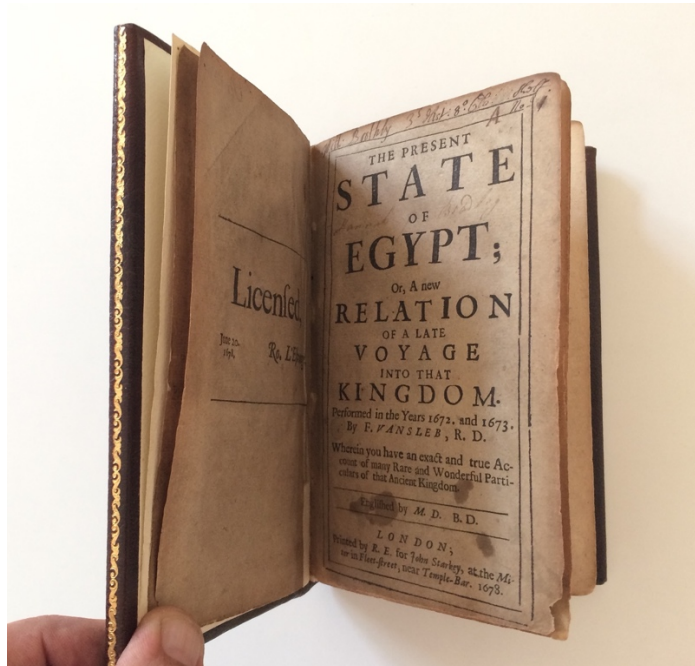 Licenſed,
June 20.
1678.
Ro. L'Eſtrange
THE PRESENT
STATE
OF
EGYPT;
Or, A new
RELATION
OF A LATE
VOYAGE
INTO THAT
KINGDOM.
Performed in the Years 1672. and 1673.
By F. VANSLEB, R. D.
Wherein you have an exact and true Ac-
count of many Rare and Wonderful Parti-
culars of that Ancient Kingdom.
Engliſhed by M. D. B. D.
LONDON;
Printed by R. E. for John Starkey, at the Mi-
ter in Fleet-ſtreet, near Temple-Bar. 1678.